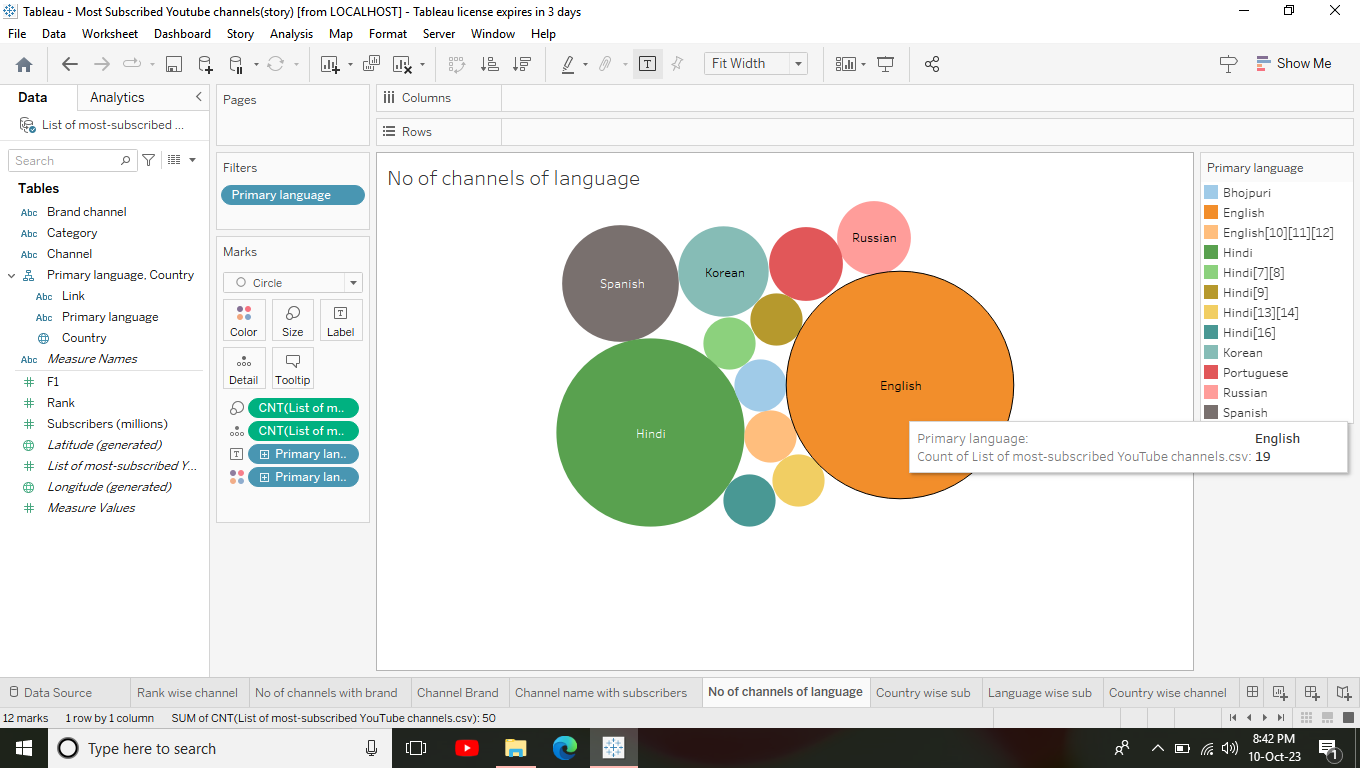 Tableau - Most Subscribed Youtube channels(story) [from LOCALHOST] - Tableau license expires in 3 days
File Data Worksheet Dashboard Story Analysis Map Format Server Window Help
Fit Width
Show Me
Data Analytics
List of most-subscribed ...
Search
Tables
Abc Brand channel
Abc Category
Abc Channel
Primary language, Country
Abc Link
Abc Primary language
Country
Abc Measure Names
F1
Rank
Subscribers (millions)
Latitude (generated)
List of most-subscribed Y...
Longitude (generated)
Measure Values
Pages
Filters
Primary language
Marks
Circle
Color Size Label
Detail Tooltip
CNT(List of m..
CNT(List of m..
Primary lan..
Primary lan..
Columns
Rows
No of channels of language
Russian
Spanish
Korean
English
Hindi
Primary language: English
Count of List of most-subscribed YouTube channels.csv: 19
Primary language
Bhojpuri
English
English[10][11][12]
Hindi
Hindi[7][8]
Hindi[9]
Hindi[13][14]
Hindi[16]
Korean
Portuguese
Russian
Spanish
Data Source Rank wise channel No of channels with brand Channel Brand Channel name with subscribers No of channels of language Country wise sub Language wise sub Country wise channel
12 marks 1 row by 1 column SUM of CNT(List of most-subscribed YouTube channels.csv): 50
Type here to search
8:42 PM
10-Oct-23
1